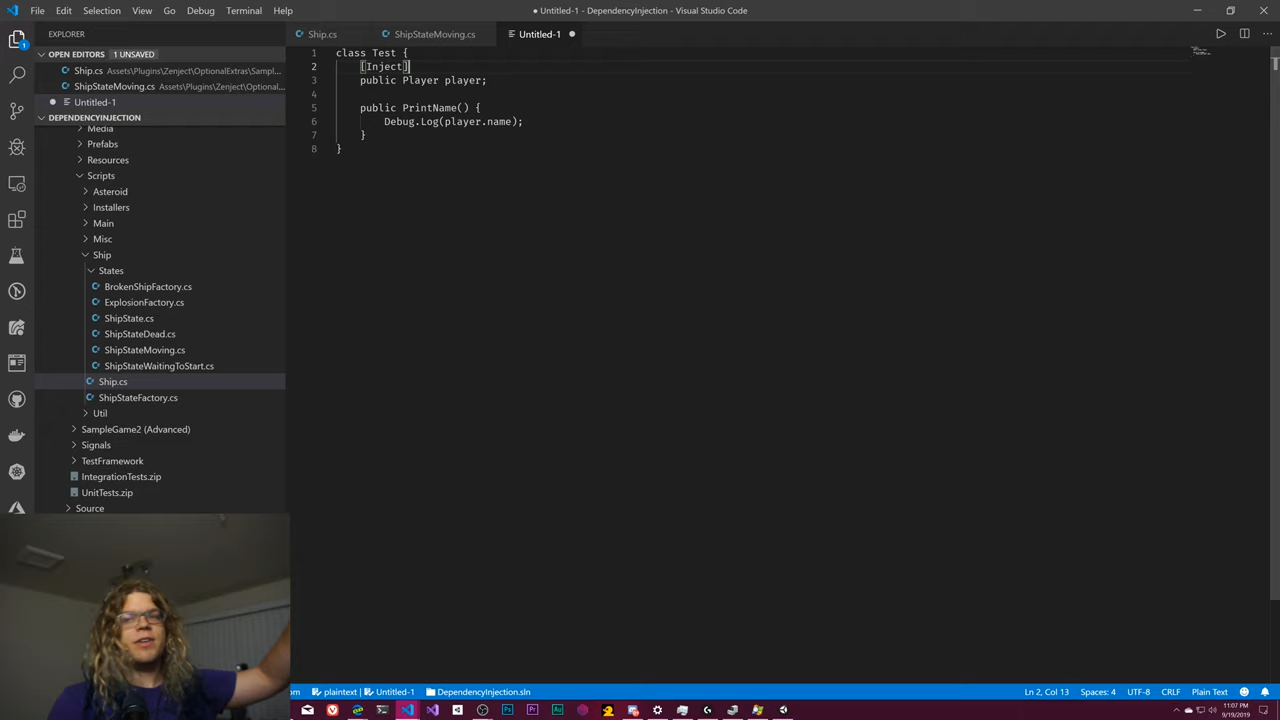 File Edit Selection View Go Debug Terminal Help
● Untitled-1 - DependencyInjection - Visual Studio Code
EXPLORER
Ship.cs
ShipStateMoving.cs
Untitled-1
OPEN EDITORS 1 UNSAVED
Ship.cs Assets\Plugins\Zenject\OptionalExtras\Sampl...
ShipStateMoving.cs Assets\Plugins\Zenject\Optional...
Untitled-1
DEPENDENCYINJECTION
Media
Prefabs
Resources
Scripts
Asteroid
Installers
Main
Misc
Ship
States
BrokenShipFactory.cs
ExplosionFactory.cs
ShipState.cs
ShipStateDead.cs
ShipStateMoving.cs
ShipStateWaitingToStart.cs
Ship.cs
ShipStateFactory.cs
Util
SampleGame2 (Advanced)
Signals
TestFramework
IntegrationTests.zip
UnitTests.zip
Source
1 class Test {
2 [Inject]
3 public Player player;
4
5 public PrintName() {
6 Debug.Log(player.name);
7 }
8 }
om plaintext | Untitled-1 DependencyInjection.sln Ln 2, Col 13 Spaces: 4 UTF-8 CRLF Plain Text
11:07 PM
9/19/2019